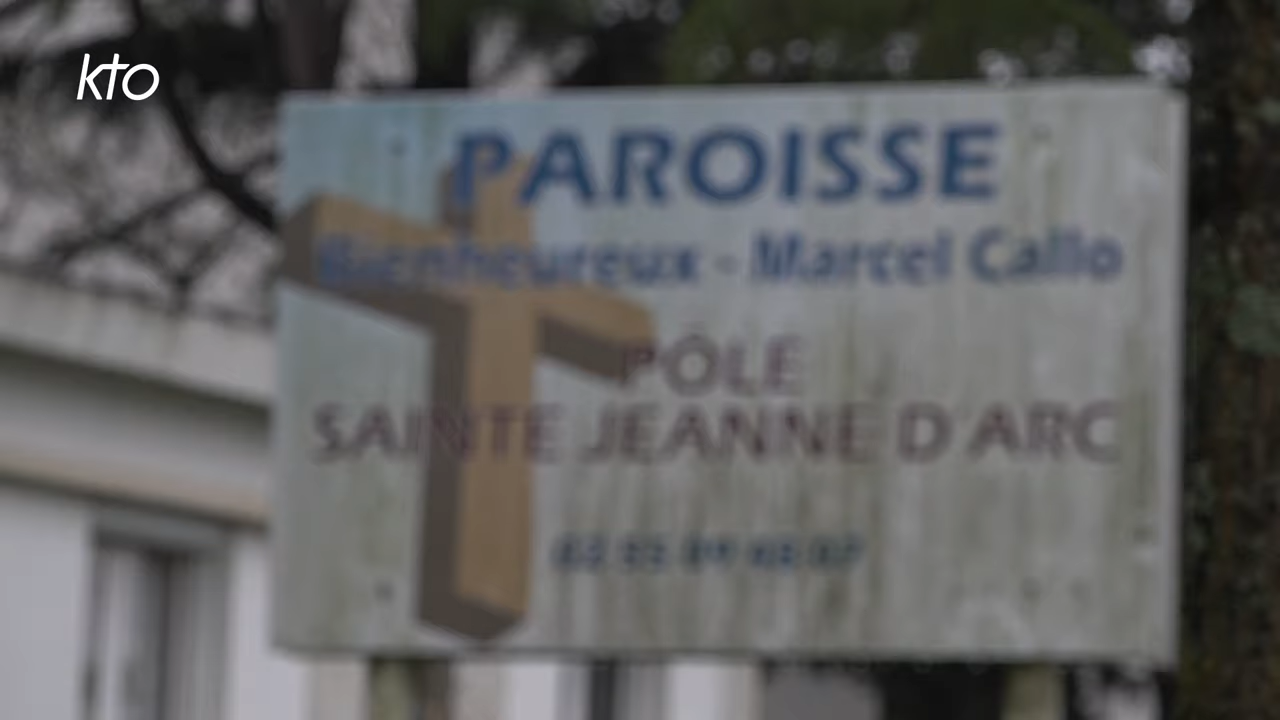 kto
PAROISSE
Bienheureux - Marcel Callo
PÔLE
SAINTE JEANNE D'ARC